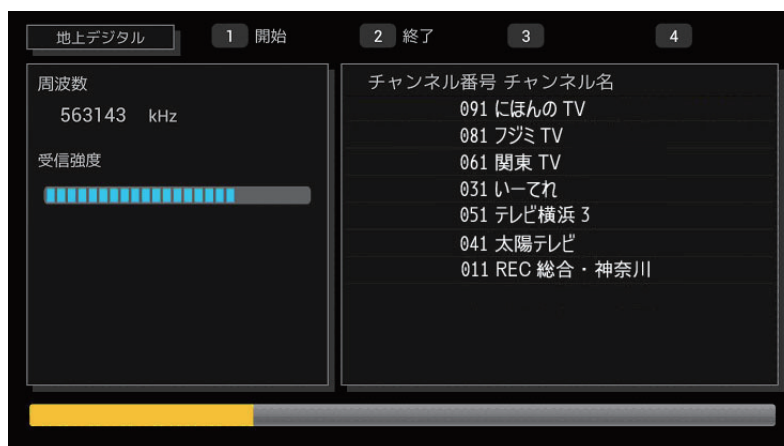 地上デジタル 1 開始 2 終了 3 4
周波数
563143 kHz
受信強度
チャンネル番号 チャンネル名
091 にほんの TV
081 フジミ TV
061 関東 TV
031 いーてれ
051 テレビ横浜 3
041 太陽テレビ
011 REC 総合・神奈川